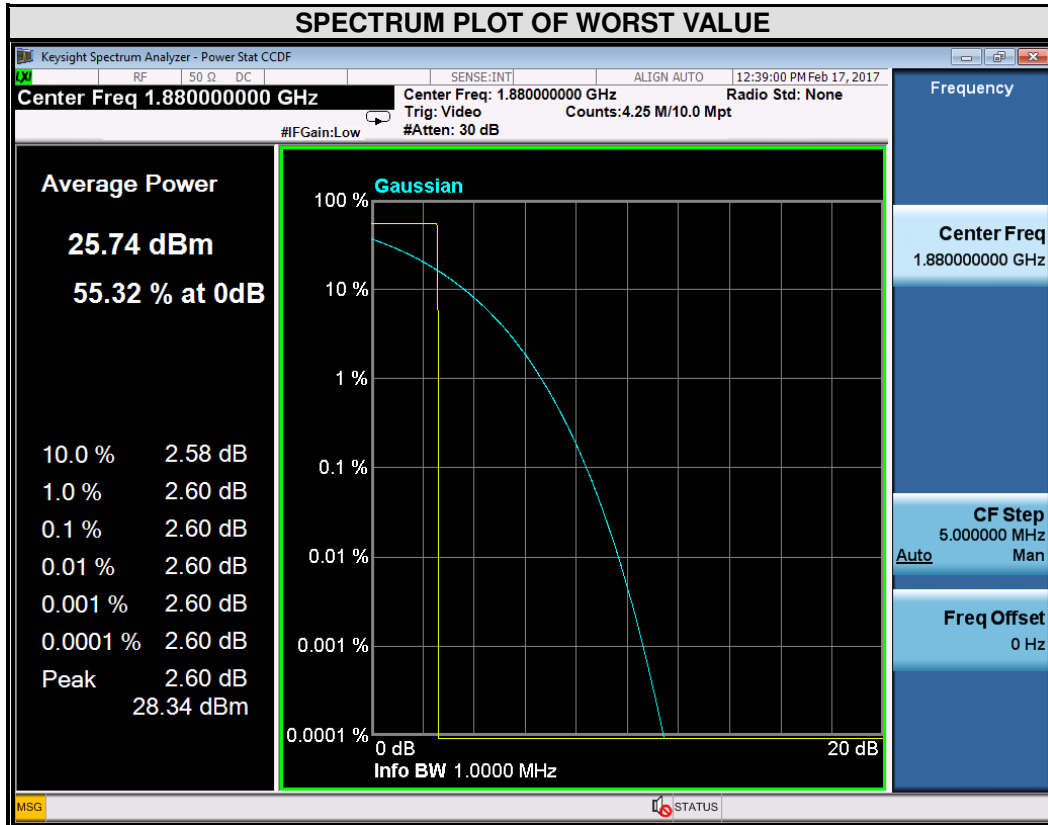 SPECTRUM PLOT OF WORST VALUE
Keysight Spectrum Analyzer - Power Stat CCDF
LXI RF 50 Ω DC SENSE:INT ALIGN AUTO 12:39:00 PM Feb 17, 2017
Center Freq 1.880000000 GHz
Center Freq: 1.880000000 GHz Radio Std: None
Trig: Video Counts:4.25 M/10.0 Mpt
#IFGain:Low #Atten: 30 dB
Average Power
25.74 dBm
55.32 % at 0dB
10.0 % 2.58 dB
1.0 % 2.60 dB
0.1 % 2.60 dB
0.01 % 2.60 dB
0.001 % 2.60 dB
0.0001 % 2.60 dB
Peak 2.60 dB
28.34 dBm
Gaussian
100 %
10 %
1 %
0.1 %
0.01 %
0.001 %
0.0001 %
0 dB 20 dB
Info BW 1.0000 MHz
Frequency
Center Freq
1.880000000 GHz
CF Step
5.000000 MHz
Auto Man
Freq Offset
0 Hz
MSG STATUS